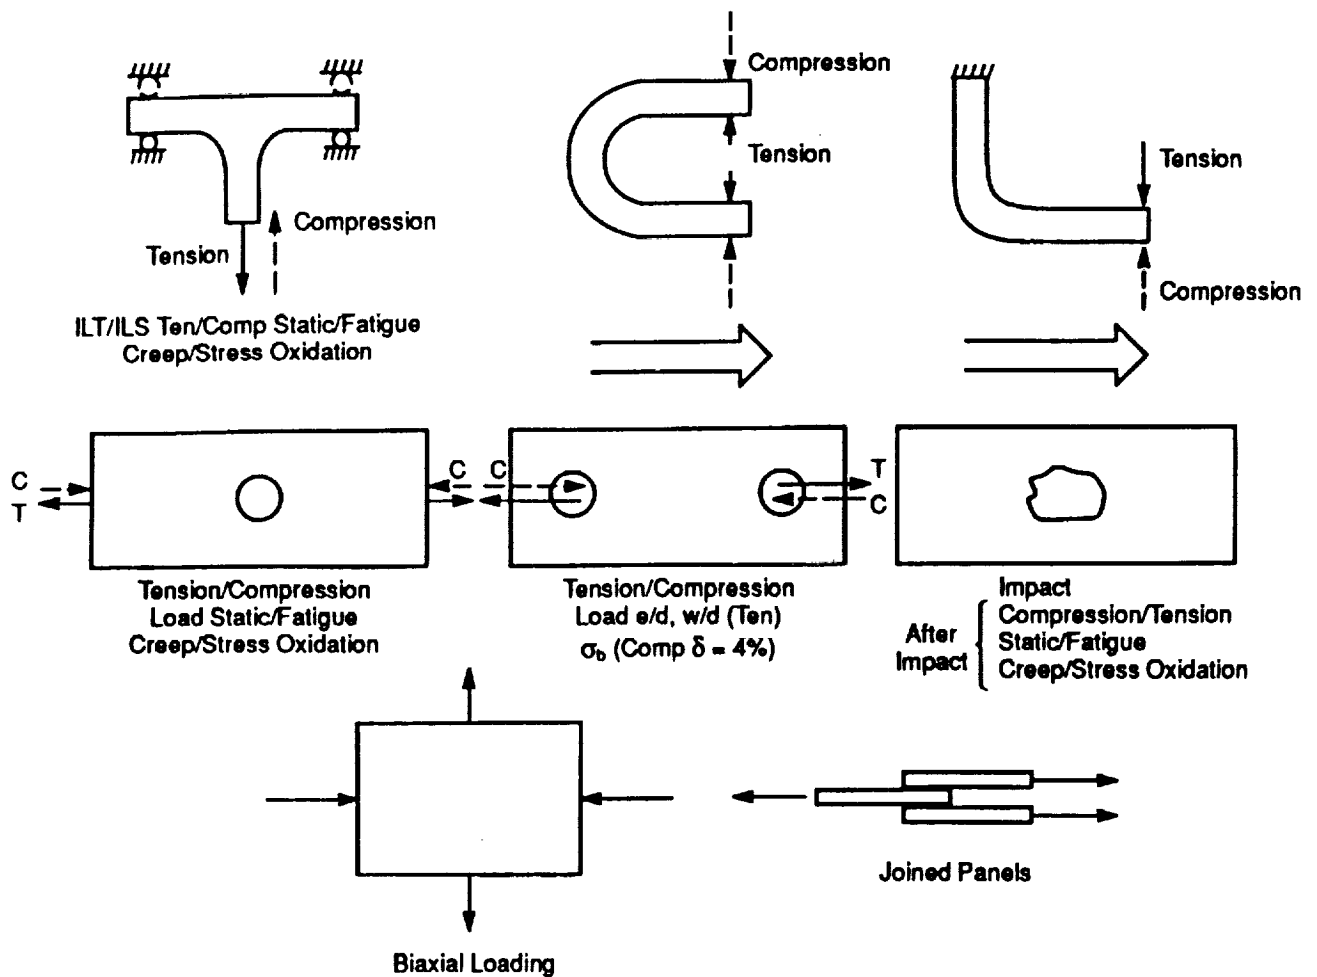 Compression
Tension
Tension
Compression
Compression
Tension
Compression
ILT/ILS Ten/Comp Static/Fatigue
Creep/Stress Oxidation
C
T
C
C
T
C
Tension/Compression
Load Static/Fatigue
Creep/Stress Oxidation
Tension/Compression
Load e/d, w/d (Ten)
σb (Comp δ = 4%)
Impact
After Impact
Compression/Tension
Static/Fatigue
Creep/Stress Oxidation
Biaxial Loading
Joined Panels